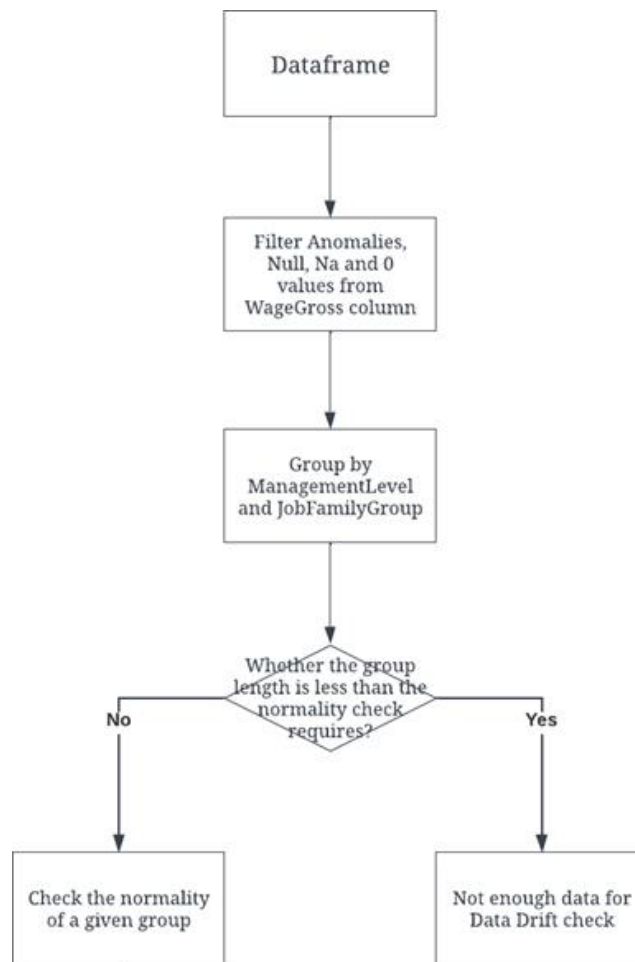 Dataframe
Filter Anomalies,
Null, Na and 0
values from
WageGross column
Group by
ManagementLevel
and JobFamilyGroup
Whether the group
length is less than the
normality check
requires?
No
Yes
Check the normality
of a given group
Not enough data for
Data Drift check